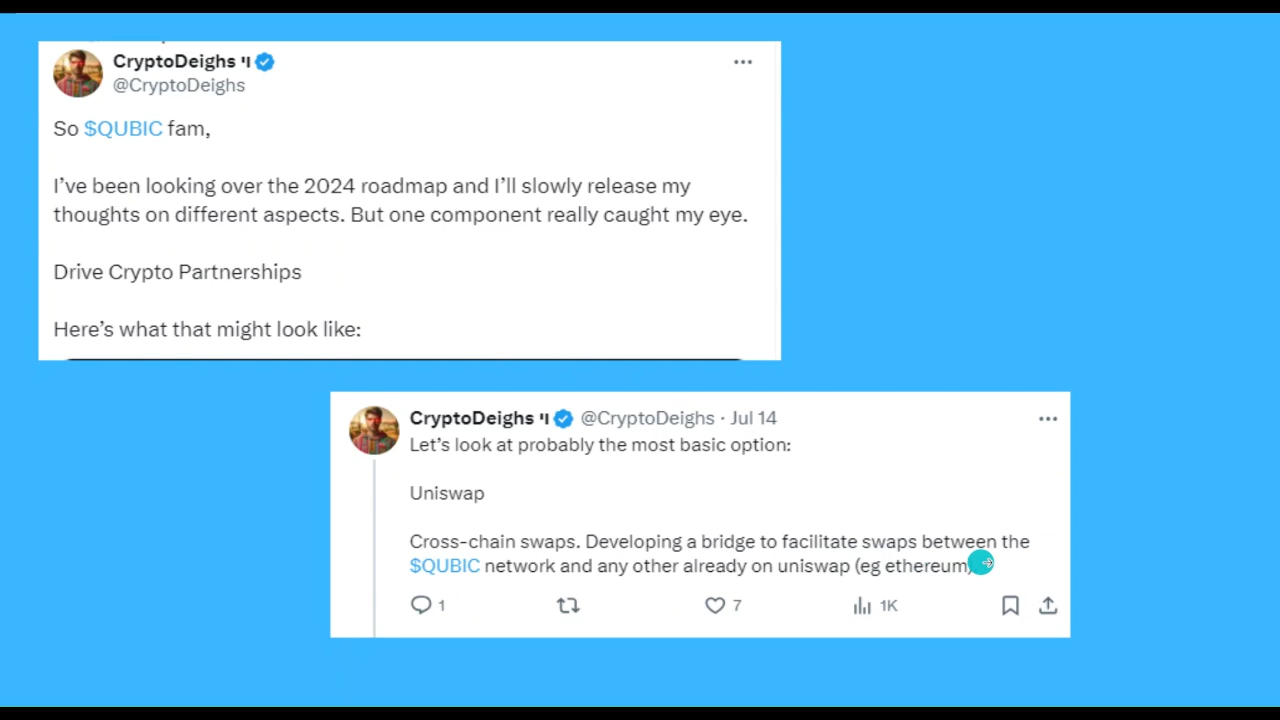 CryptoDeighs
@CryptoDeighs
So $QUBIC fam,
I’ve been looking over the 2024 roadmap and I’ll slowly release my
thoughts on different aspects. But one component really caught my eye.
Drive Crypto Partnerships
Here’s what that might look like:
CryptoDeighs @CryptoDeighs · Jul 14
Let’s look at probably the most basic option:
Uniswap
Cross-chain swaps. Developing a bridge to facilitate swaps between the
$QUBIC network and any other already on uniswap (eg ethereum)
1 7 1K